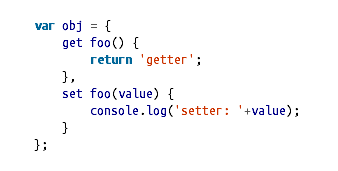 var obj = {
    get foo() {
        return 'getter';
    },
    set foo(value) {
        console.log('setter: '+value);
    }
};